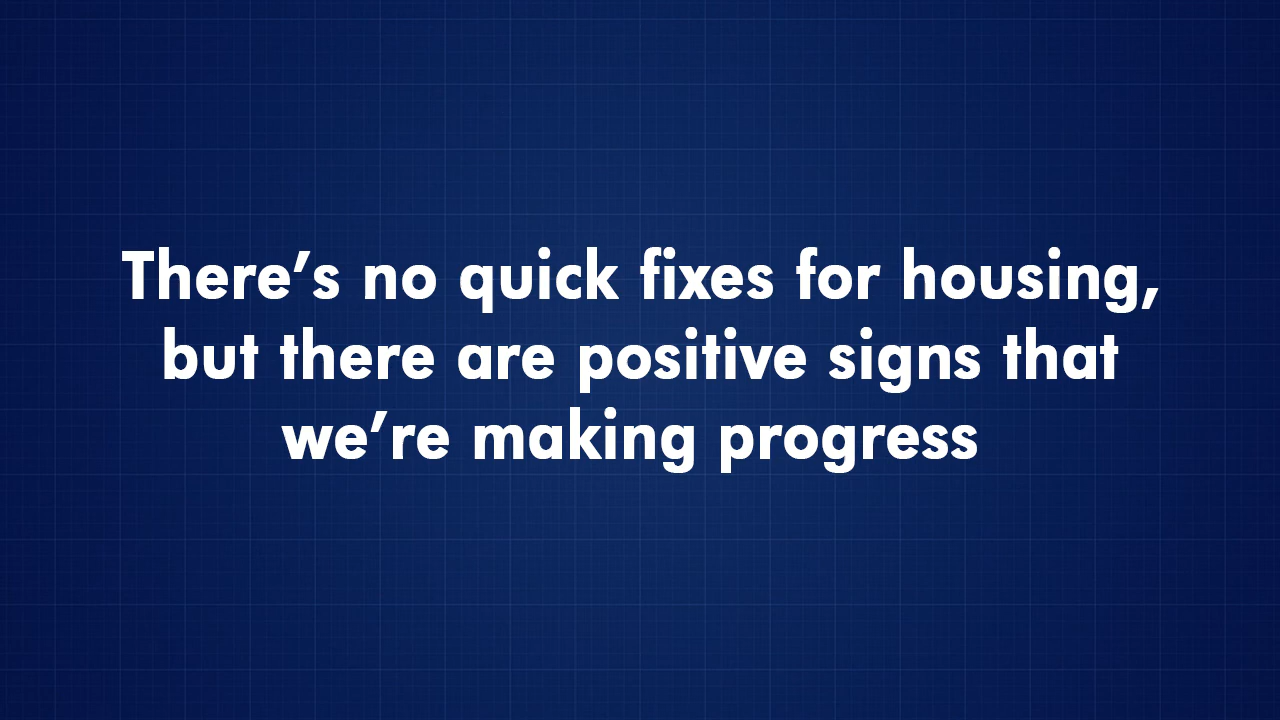 There’s no quick fixes for housing,
but there are positive signs that
we’re making progress